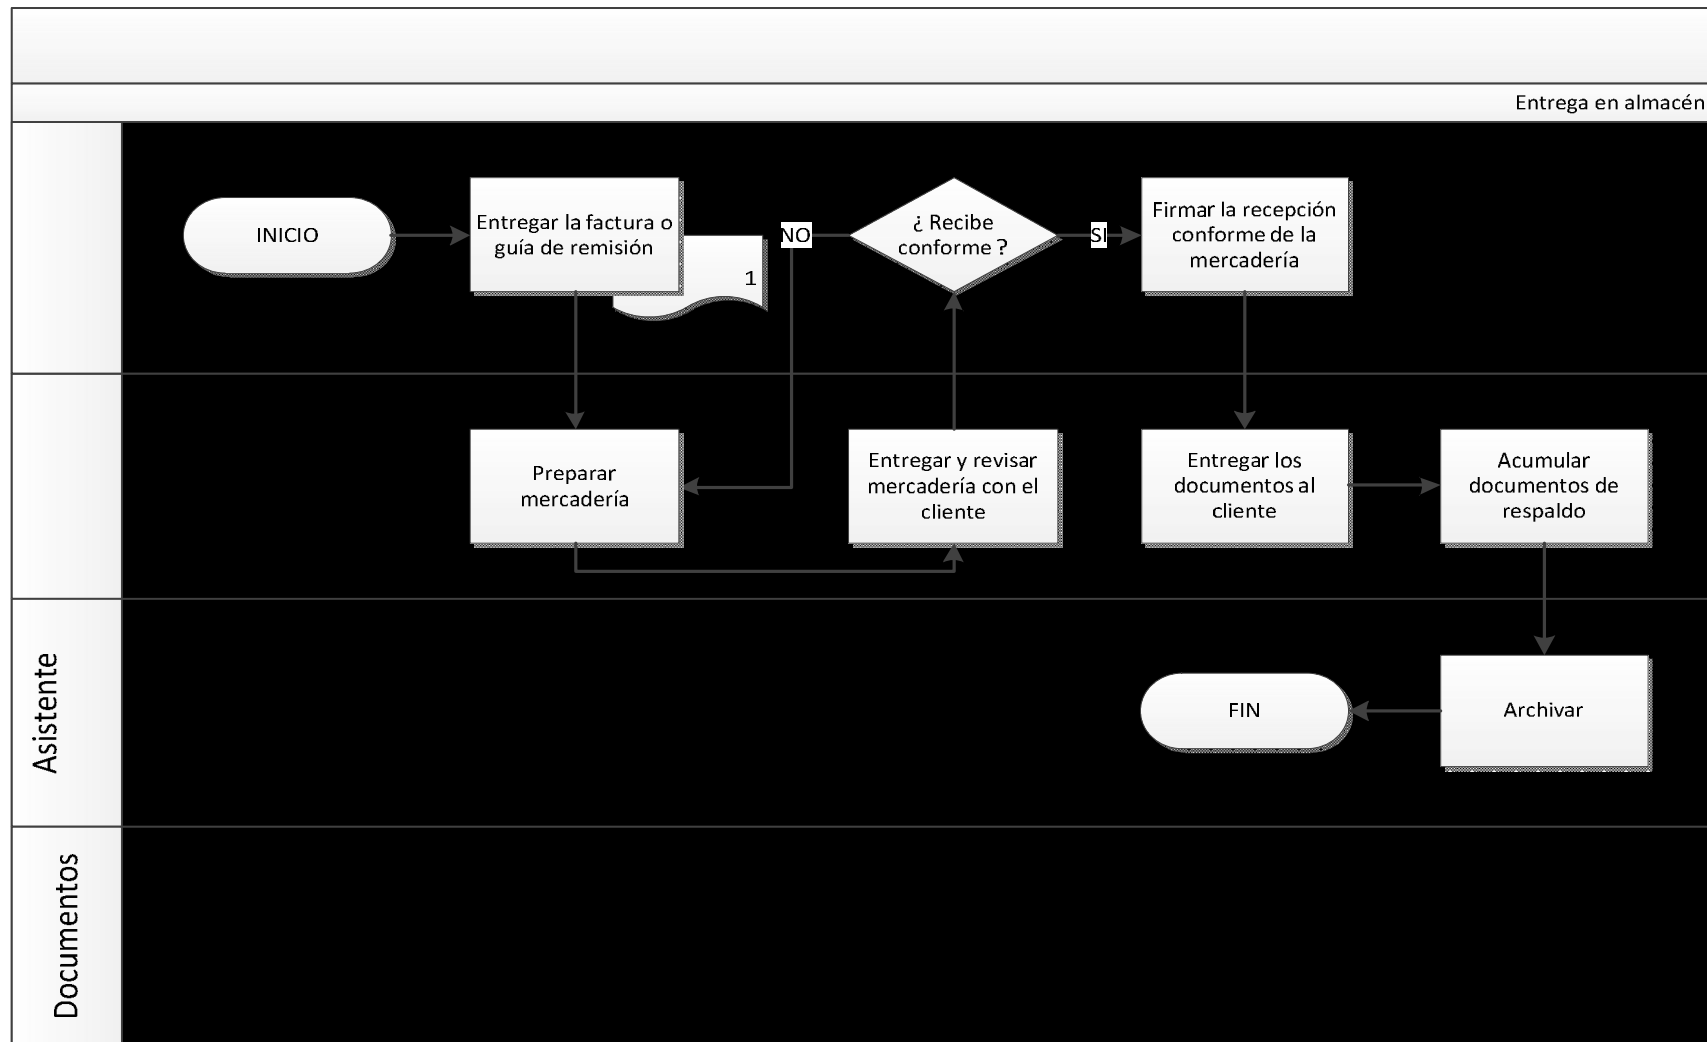 Entrega en almacén
INICIO
Entregar la factura o
guía de remisión
1
NO
¿ Recibe
conforme ?
SI
Firmar la recepción
conforme de la
mercadería
Preparar
mercadería
Entregar y revisar
mercadería con el
cliente
Entregar los
documentos al
cliente
Acumular
documentos de
respaldo
Asistente
FIN
Archivar
Documentos